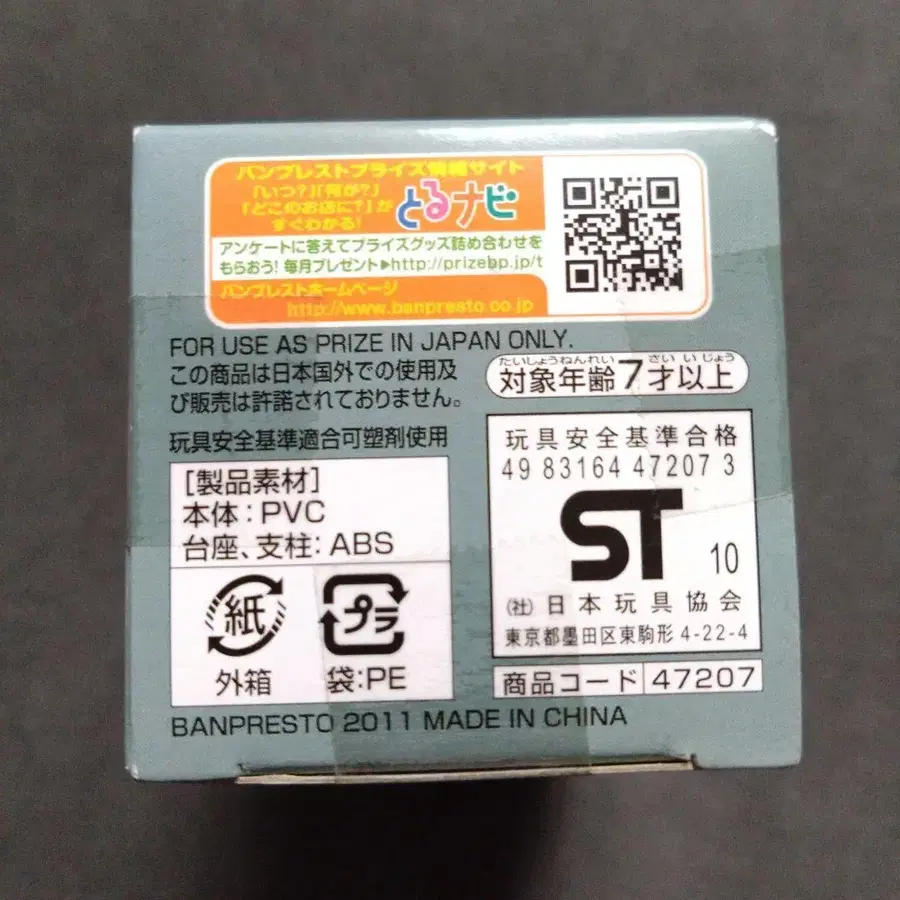 バンプレストプライズ情報サイト
「いつ?」「何が?」
「どこのお店に?」が
すぐわかる!
とるナビ
アンケートに答えてプライズグッズ詰め合わせを
もらおう! 毎月プレゼント▶http://prizebp.jp/t
バンプレストホームページ
http://www.banpresto.co.jp
FOR USE AS PRIZE IN JAPAN ONLY.
この商品は日本国外での使用及
び販売は許諾されておりません。
玩具安全基準適合可塑剤使用
たいしょうねんれい さい い じょう
対象年齢7才以上
[製品素材]
本体:PVC
台座、支柱:ABS
紙
外箱
プラ
袋:PE
玩具安全基準合格
49 83164 47207 3
ST
10
(社)日本玩具協会
東京都墨田区東駒形 4-22-4
商品コード 47207
BANPRESTO 2011 MADE IN CHINA